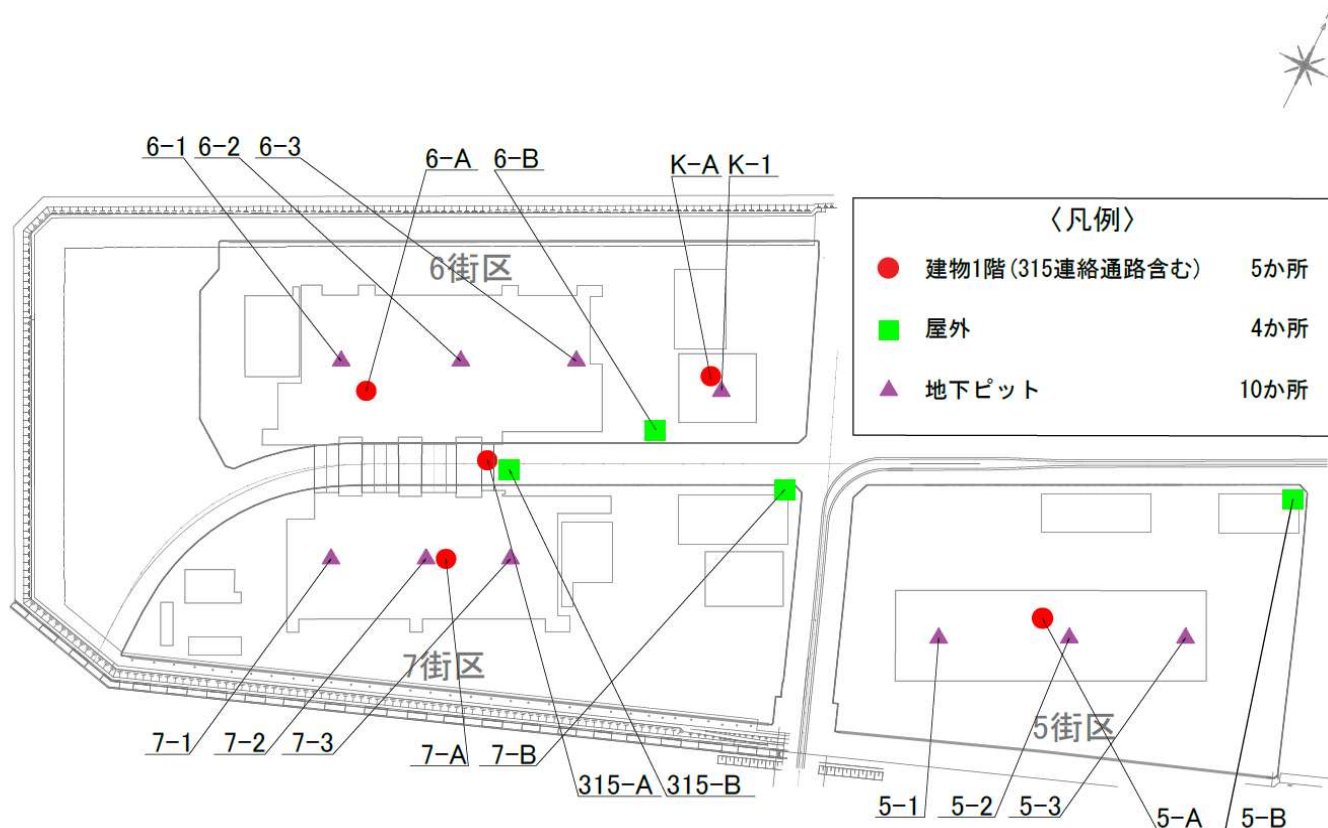 6-1 6-2 6-3 6-A 6-B K-A K-1
〈凡例〉
建物1階(315連絡通路含む) 5か所
屋外 4か所
地下ピット 10か所
6街区
7街区
5街区
7-1 7-2 7-3 7-A 7-B
315-A 315-B
5-1 5-2 5-3 5-A 5-B